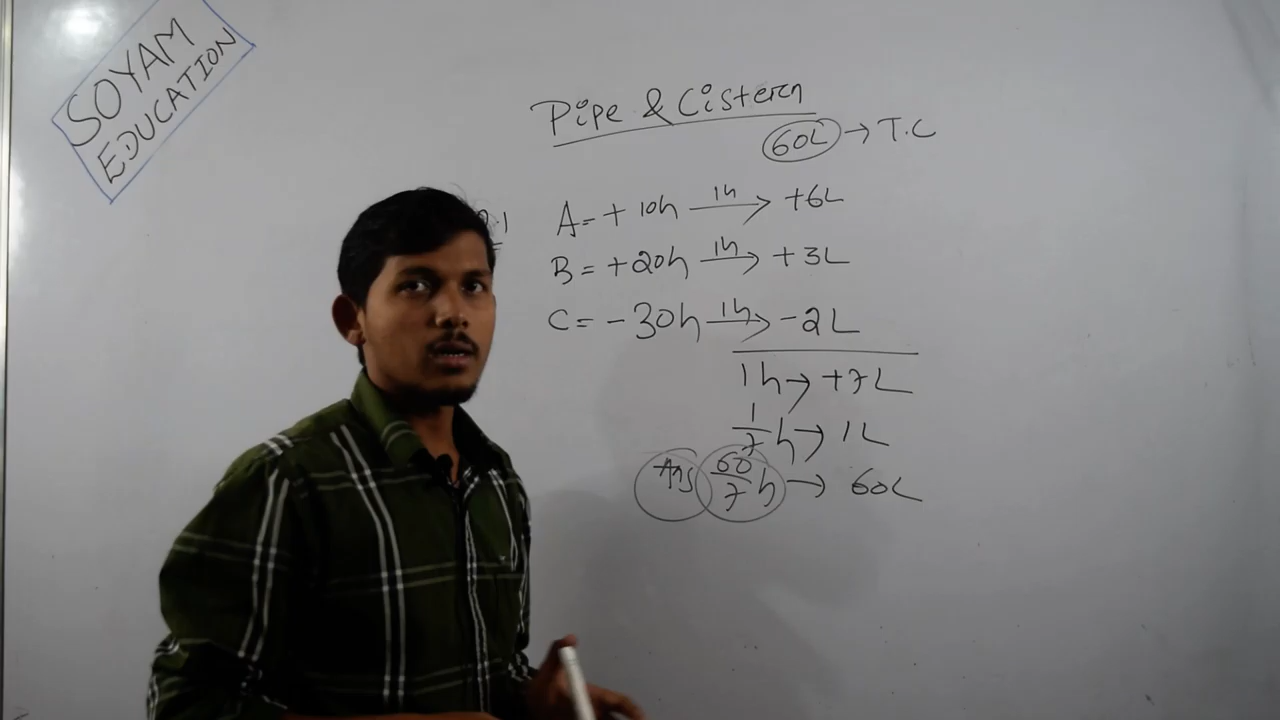 SOYAM
EDUCATION
Pipe & Cistern
60L → T.C
A = + 10h 1h → +6L
B = +20h 1h → +3L
C = - 30h 1h → -2L
1h → +7L
1/7 h → 1L
Ans 60/7 h → 60L